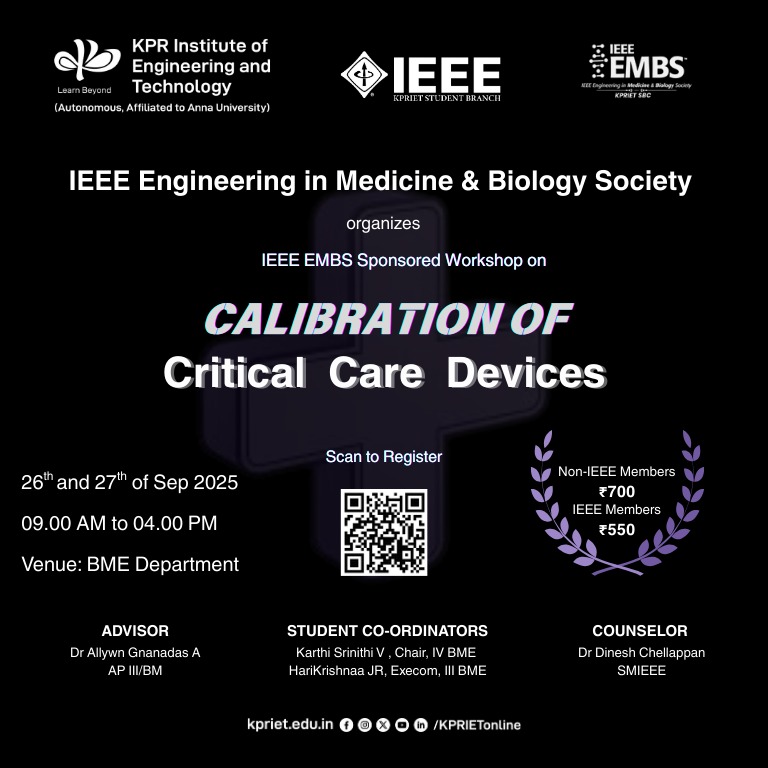 KPR Institute of
Engineering and
Technology
Learn Beyond
(Autonomous, Affiliated to Anna University)
IEEE
KPRIET STUDENT BRANCH
IEEE
EMBS
IEEE Engineering in Medicine & Biology Society
KPRIET SBC
IEEE Engineering in Medicine & Biology Society
organizes
IEEE EMBS Sponsored Workshop on
CALIBRATION OF
Critical Care Devices
26th and 27th of Sep 2025
09.00 AM to 04.00 PM
Venue: BME Department
Scan to Register
Non-IEEE Members
₹700
IEEE Members
₹550
ADVISOR
Dr Allywn Gnanadas A
AP III/BM
STUDENT CO-ORDINATORS
Karthi Srinithi V , Chair, IV BME
HariKrishnaa JR, Execom, III BME
COUNSELOR
Dr Dinesh Chellappan
SMIEEE
kpriet.edu.in /KPRIETonline